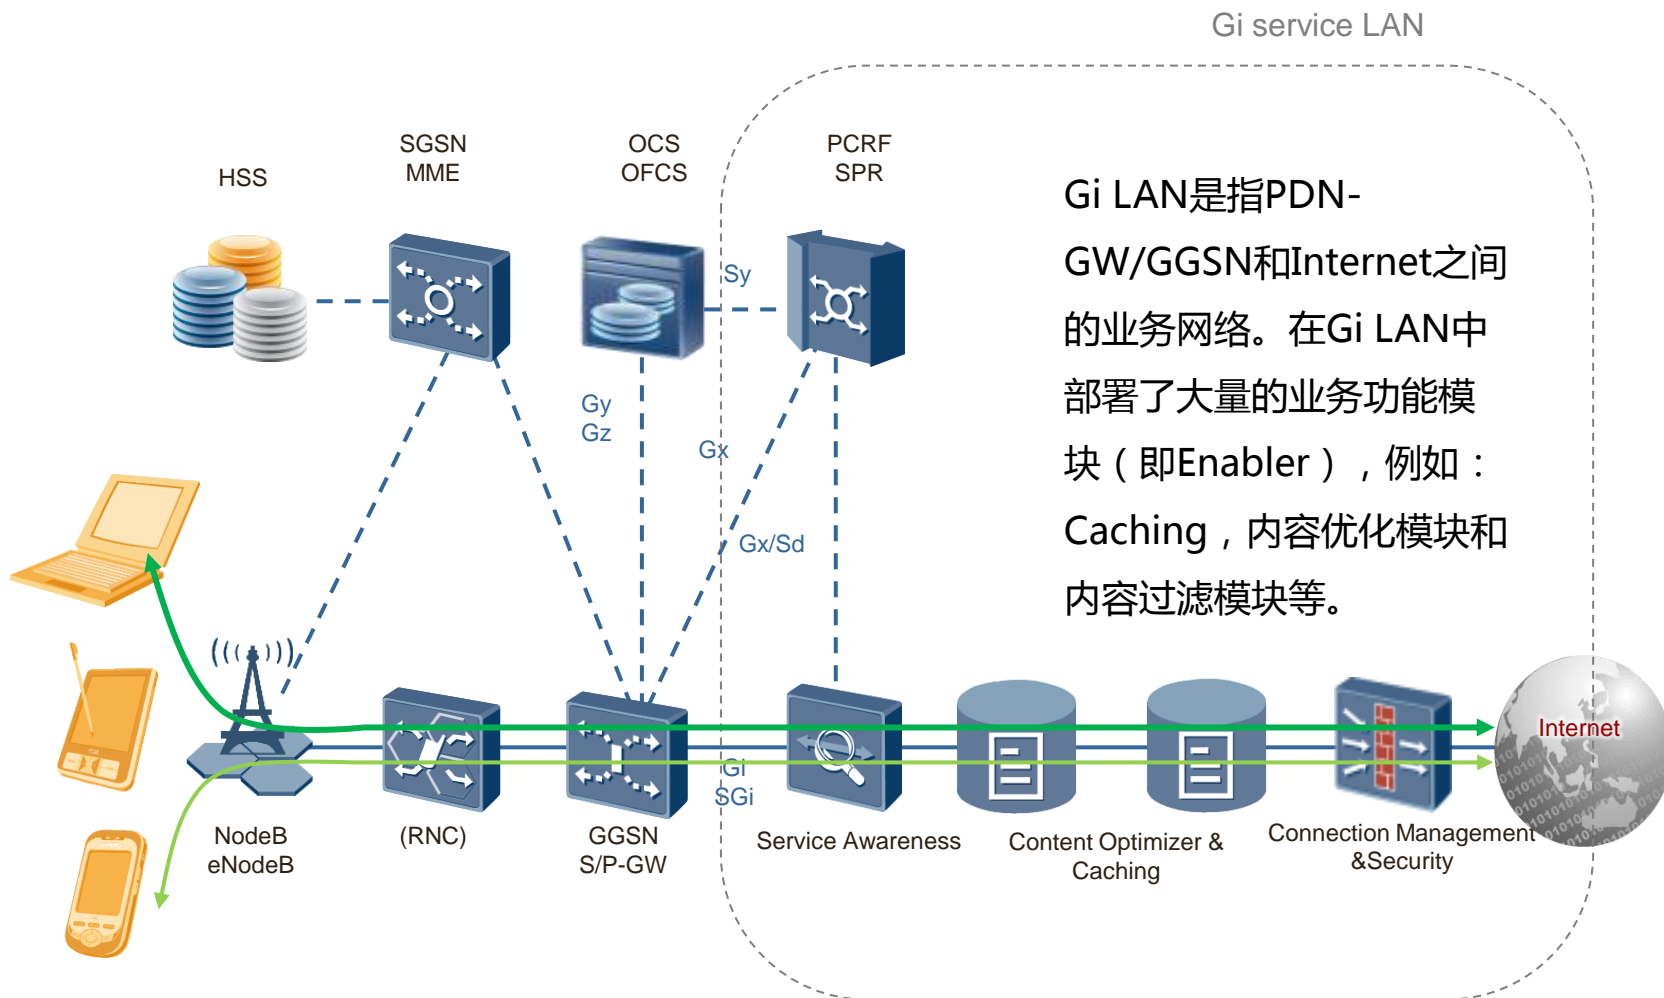 Gi service LAN
HSS
SGSN
MME
OCS
OFCS
PCRF
SPR
Gi LAN是指PDN-
GW/GGSN和Internet之间
的业务网络。在Gi LAN中
部署了大量的业务功能模
块（即Enabler），例如：
Caching，内容优化模块和
内容过滤模块等。
Sy
Gy
Gz
Gx
Gx/Sd
Internet
Gi
SGi
NodeB
eNodeB
(RNC)
GGSN
S/P-GW
Service Awareness
Content Optimizer &
Caching
Connection Management
&Security